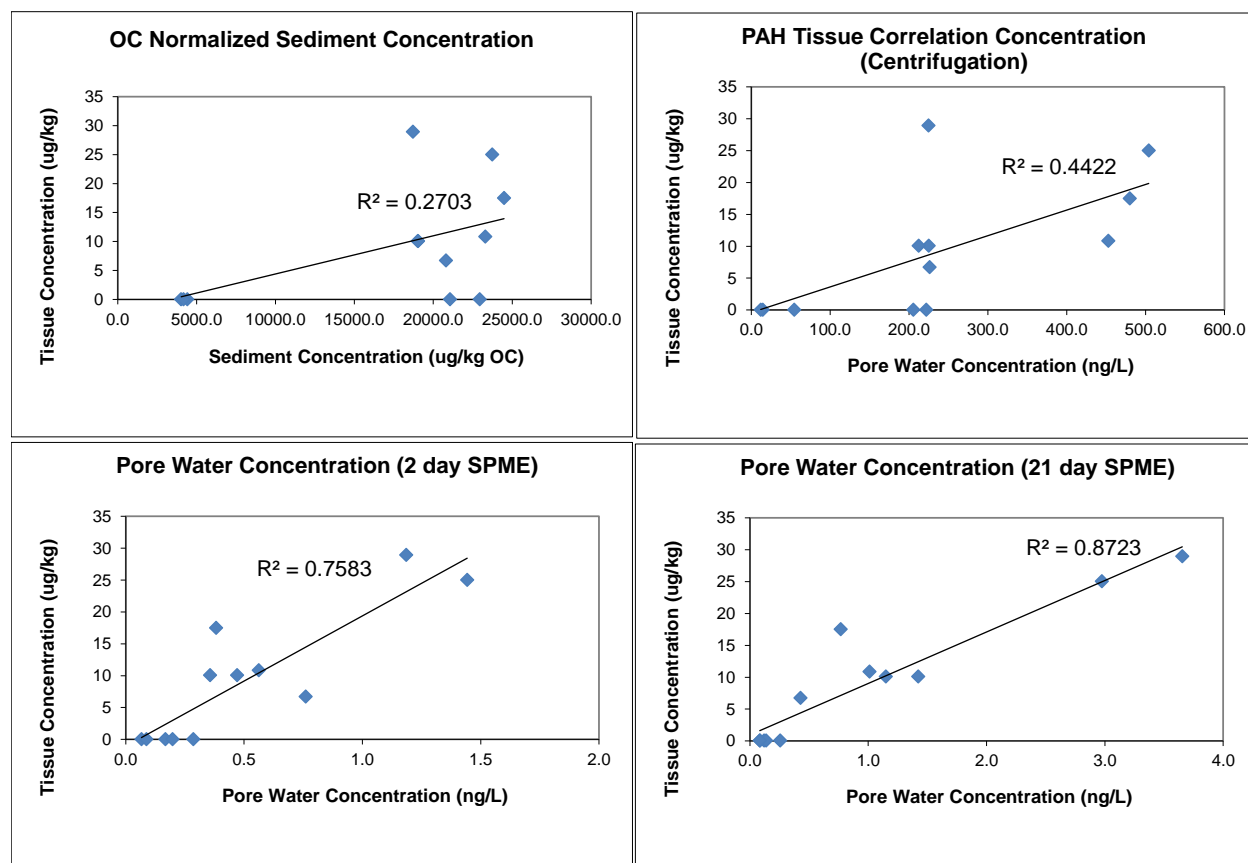 OC Normalized Sediment Concentration
Tissue Concentration (ug/kg)
35
30
25
20
15
10
5
0
R² = 0.2703
0.0 5000.0 10000.0 15000.0 20000.0 25000.0 30000.0
Sediment Concentration (ug/kg OC)
PAH Tissue Correlation Concentration
(Centrifugation)
Tissue Concentration (ug/kg)
35
30
25
20
15
10
5
0
R² = 0.4422
0.0 100.0 200.0 300.0 400.0 500.0 600.0
Pore Water Concentration (ng/L)
Pore Water Concentration (2 day SPME)
Tissue Concentration (ug/kg)
35
30
25
20
15
10
5
0
R² = 0.7583
0.0 0.5 1.0 1.5 2.0
Pore Water Concentration (ng/L)
Pore Water Concentration (21 day SPME)
Tissue Concentration (ug/kg)
35
30
25
20
15
10
5
0
R² = 0.8723
0.0 1.0 2.0 3.0 4.0
Pore Water Concentration (ng/L)